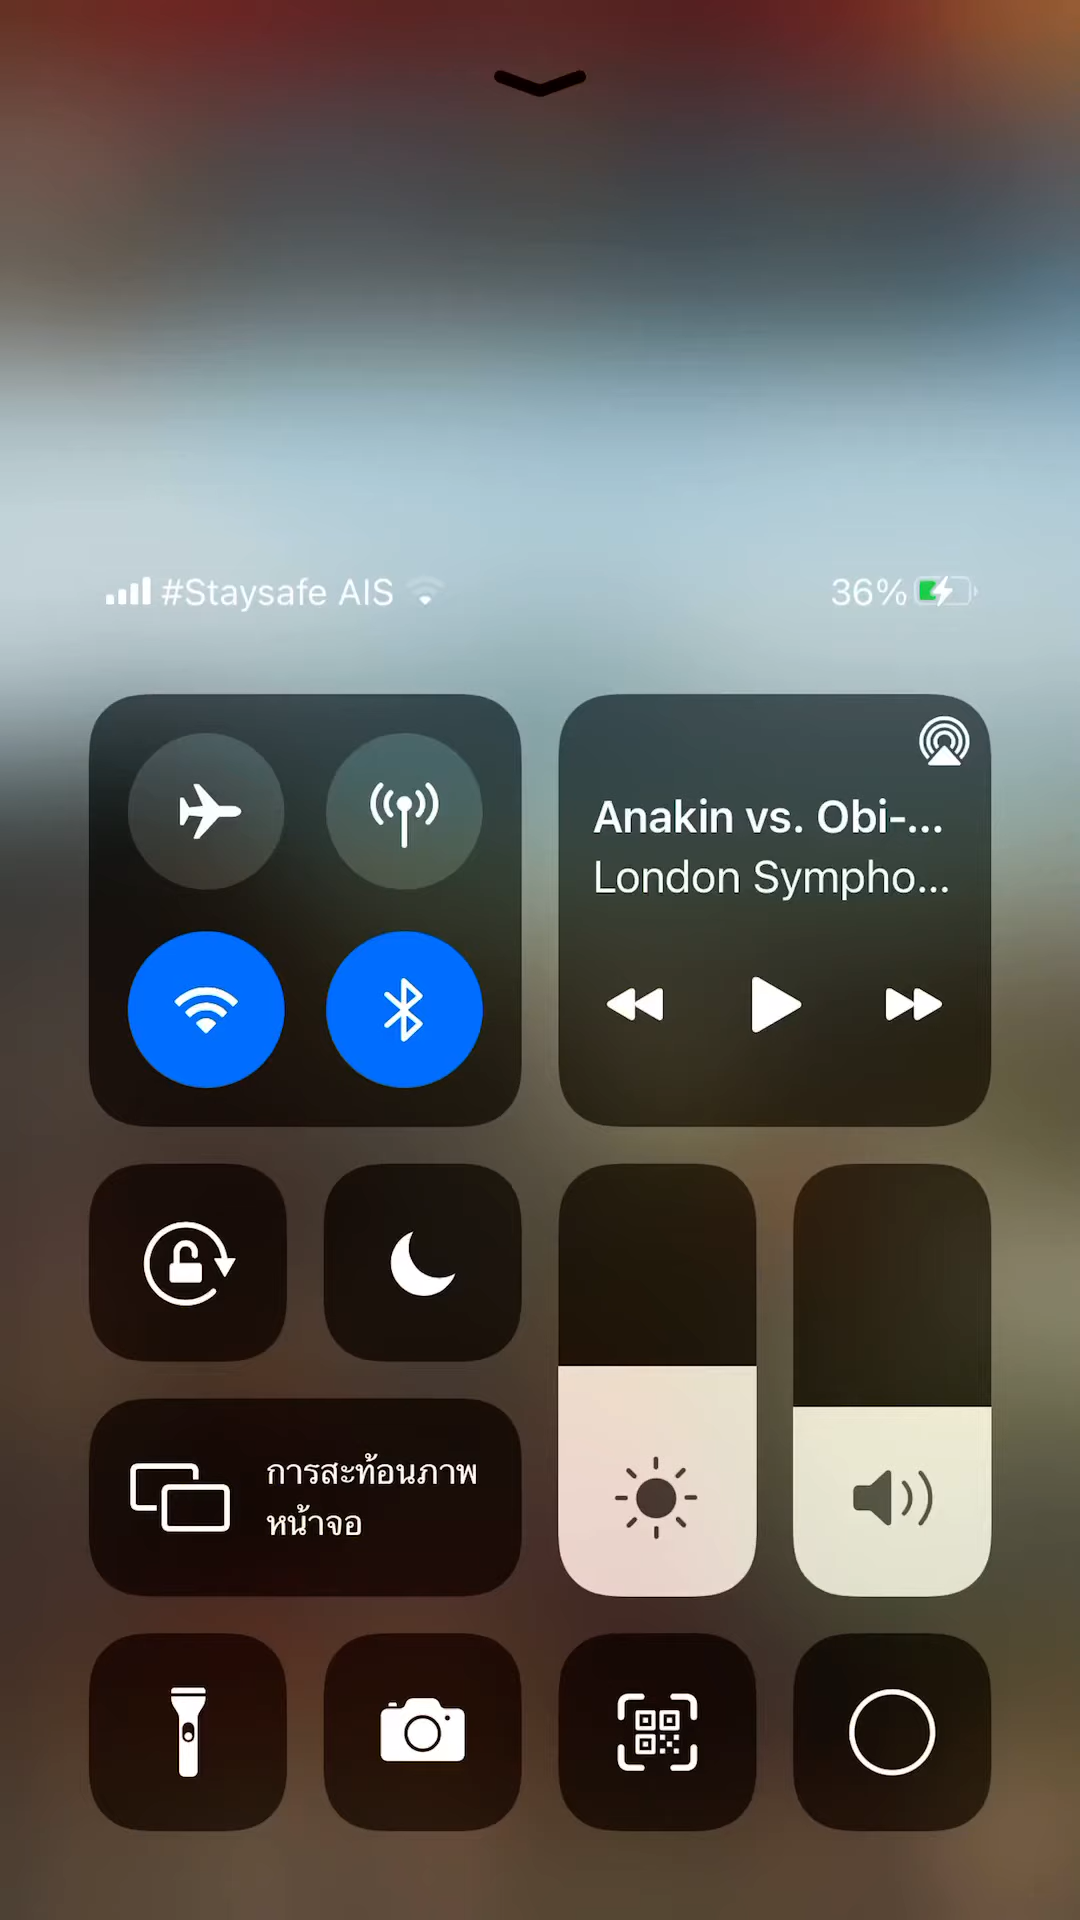 #Staysafe AIS
36%
Anakin vs. Obi-...
London Sympho...
การสะท้อนภาพ
หน้าจอ